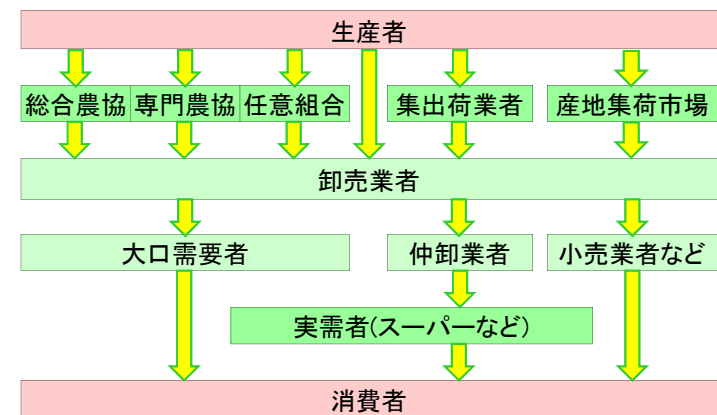 生産者
総合農協
専門農協
任意組合
集出荷業者
産地集荷市場
卸売業者
大口需要者
仲卸業者
小売業者など
実需者(スーパーなど)
消費者